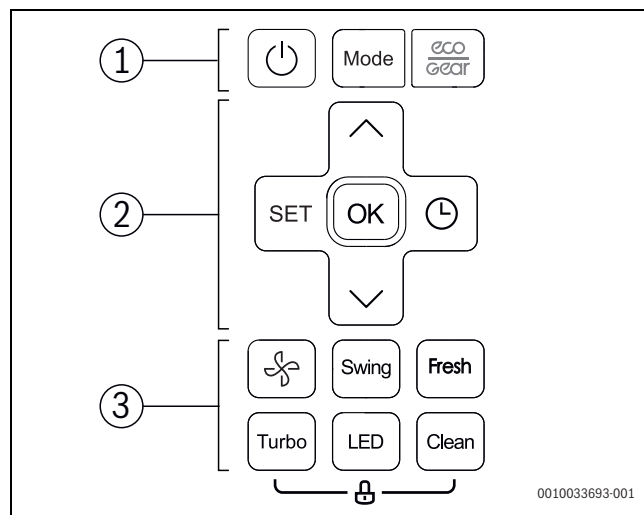 1
Mode
eco
Gear
2
SET
OK
3
Swing
Fresh
Turbo
LED
Clean
0010033693-001